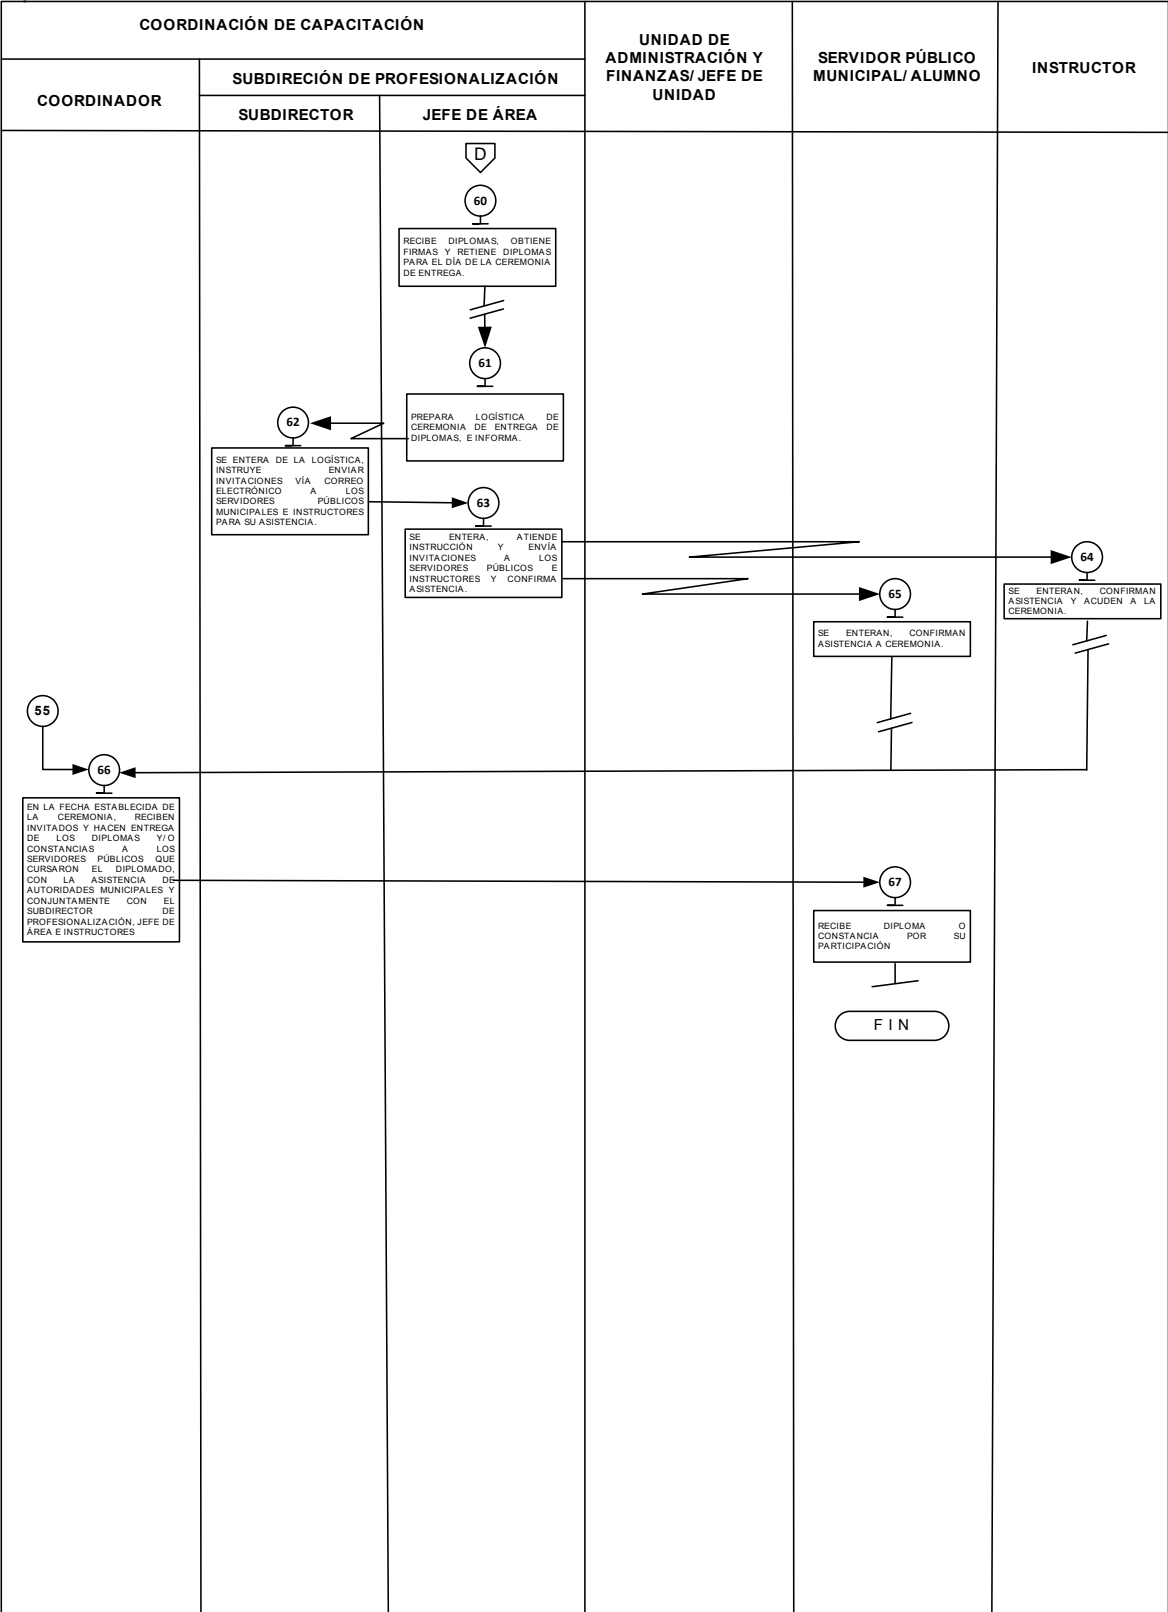 COORDINACIÓN DE CAPACITACIÓN
UNIDAD DE
ADMINISTRACIÓN Y
FINANZAS/ JEFE DE
UNIDAD
SERVIDOR PÚBLICO
MUNICIPAL/ ALUMNO
INSTRUCTOR
COORDINADOR
SUBDIRECIÓN DE PROFESIONALIZACIÓN
SUBDIRECTOR
JEFE DE ÁREA
D
60
RECIBE DIPLOMAS, OBTIENE
FIRMAS Y RETIENE DIPLOMAS
PARA EL DÍA DE LA CEREMONIA
DE ENTREGA.
61
PREPARA LOGÍSTICA DE
CEREMONIA DE ENTREGA DE
DIPLOMAS, E INFORMA.
62
SE ENTERA DE LA LOGÍSTICA,
INSTRUYE ENVIAR
INVITACIONES VÍA CORREO
ELECTRÓNICO A LOS
SERVIDORES PÚBLICOS
MUNICIPALES E INSTRUCTORES
PARA SU ASISTENCIA.
63
SE ENTERA, ATIENDE
INSTRUCCIÓN Y ENVÍA
INVITACIONES A LOS
SERVIDORES PÚBLICOS E
INSTRUCTORES Y CONFIRMA
ASISTENCIA.
64
SE ENTERAN, CONFIRMAN
ASISTENCIA Y ACUDEN A LA
CEREMONIA.
65
SE ENTERAN, CONFIRMAN
ASISTENCIA A CEREMONIA.
55
66
EN LA FECHA ESTABLECIDA DE
LA CEREMONIA, RECIBEN
INVITADOS Y HACEN ENTREGA
DE LOS DIPLOMAS Y/O
CONSTANCIAS A LOS
SERVIDORES PÚBLICOS QUE
CURSARON EL DIPLOMADO,
CON LA ASISTENCIA DE
AUTORIDADES MUNICIPALES Y
CONJUNTAMENTE CON EL
SUBDIRECTOR DE
PROFESIONALIZACIÓN, JEFE DE
ÁREA E INSTRUCTORES
67
RECIBE DIPLOMA O
CONSTANCIA POR SU
PARTICIPACIÓN
FIN